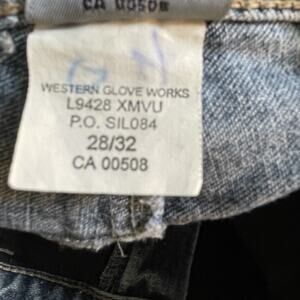 CA 00508
WESTERN GLOVE WORKS
L9428 XMVU
P.O. SIL084
28/32
CA 00508